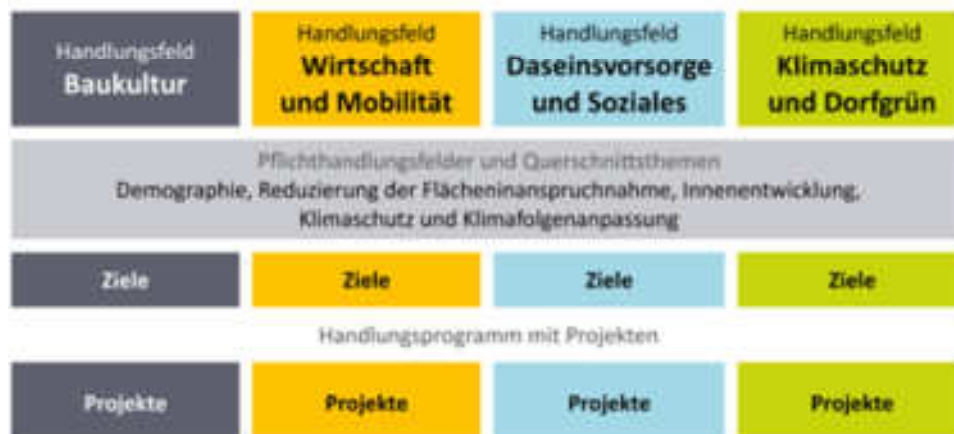 Handlungsfeld
Baukultur
Handlungsfeld
Wirtschaft
und Mobilität
Handlungsfeld
Daseinsvorsorge
und Soziales
Handlungsfeld
Klimaschutz
und Dorfgrün
Pflichthandlungsfelder und Querschnittsthemen
Demographie, Reduzierung der Flächeninanspruchnahme, Innenentwicklung,
Klimaschutz und Klimafolgenanpassung
Ziele
Ziele
Ziele
Ziele
Handlungsprogramm mit Projekten
Projekte
Projekte
Projekte
Projekte